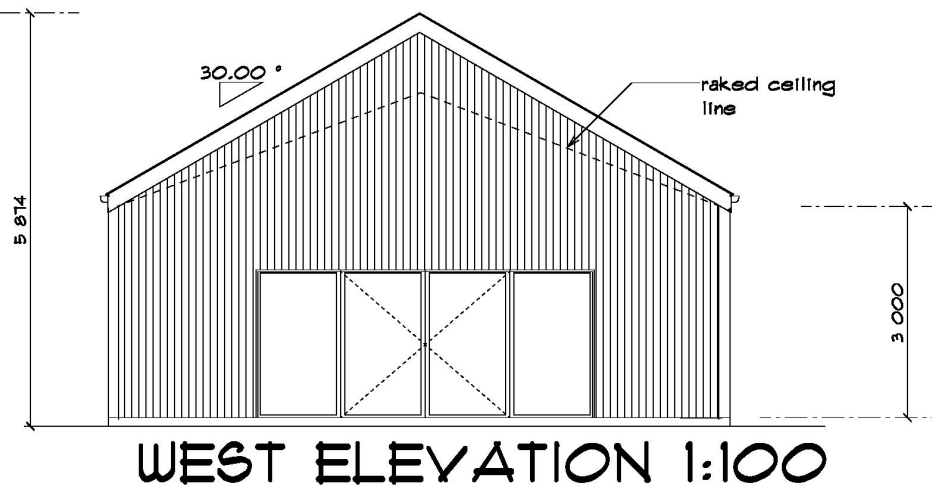 30.00 °
raked ceiling
line
5 874
3 000
WEST ELEVATION 1:100